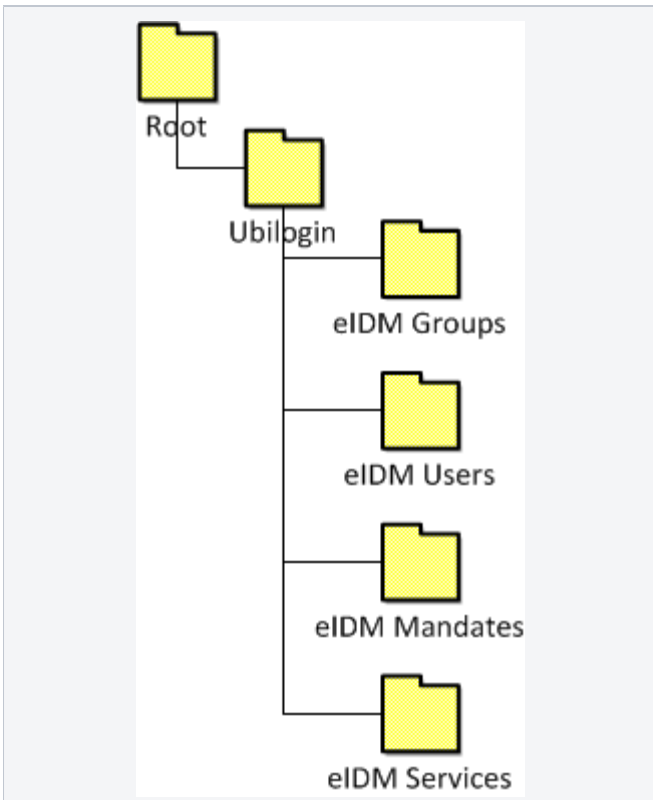 Root
Ubilogin
eIDM Groups
eIDM Users
eIDM Mandates
eIDM Services